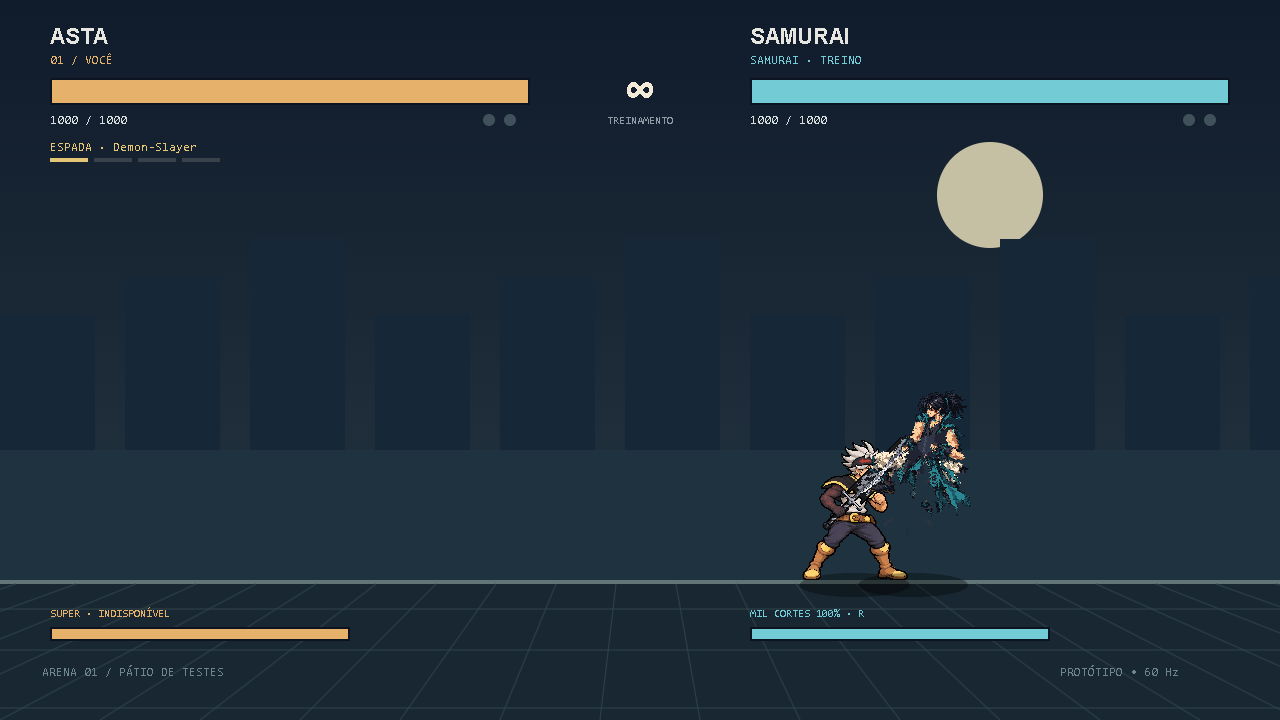 ASTA
01 / VOCÊ
1000 / 1000
ESPADA · Demon-Slayer
∞
TREINAMENTO
SAMURAI
SAMURAI · TREINO
1000 / 1000
SUPER · INDISPONÍVEL
MIL CORTES 100% · R
ARENA 01 / PÁTIO DE TESTES
PROTÓTIPO • 60 Hz